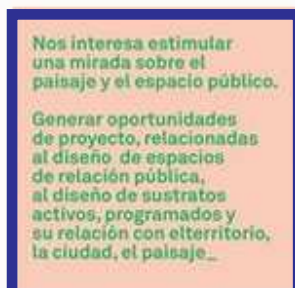 Nos interesa estimular
una mirada sobre el
paisaje y el espacio público.
Generar oportunidades
de proyecto, relacionadas
al diseño de espacios
de relación pública,
al diseño de sustratos
activos, programados y
su relación con elterritorio,
la ciudad, el paisaje_